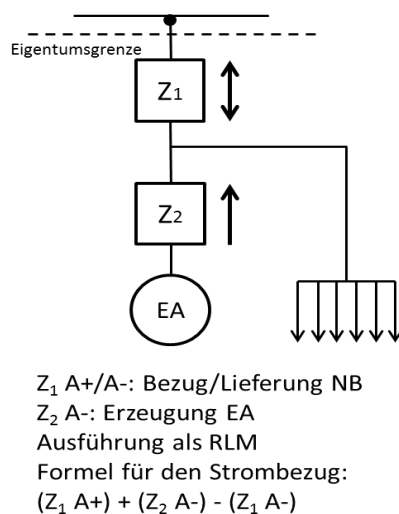 Eigentumsgrenze
Z1
Z2
EA
Z1 A+/A-: Bezug/Lieferung NB
Z2 A-: Erzeugung EA
Ausführung als RLM
Formel für den Strombezug:
(Z1 A+) + (Z2 A-) - (Z1 A-)